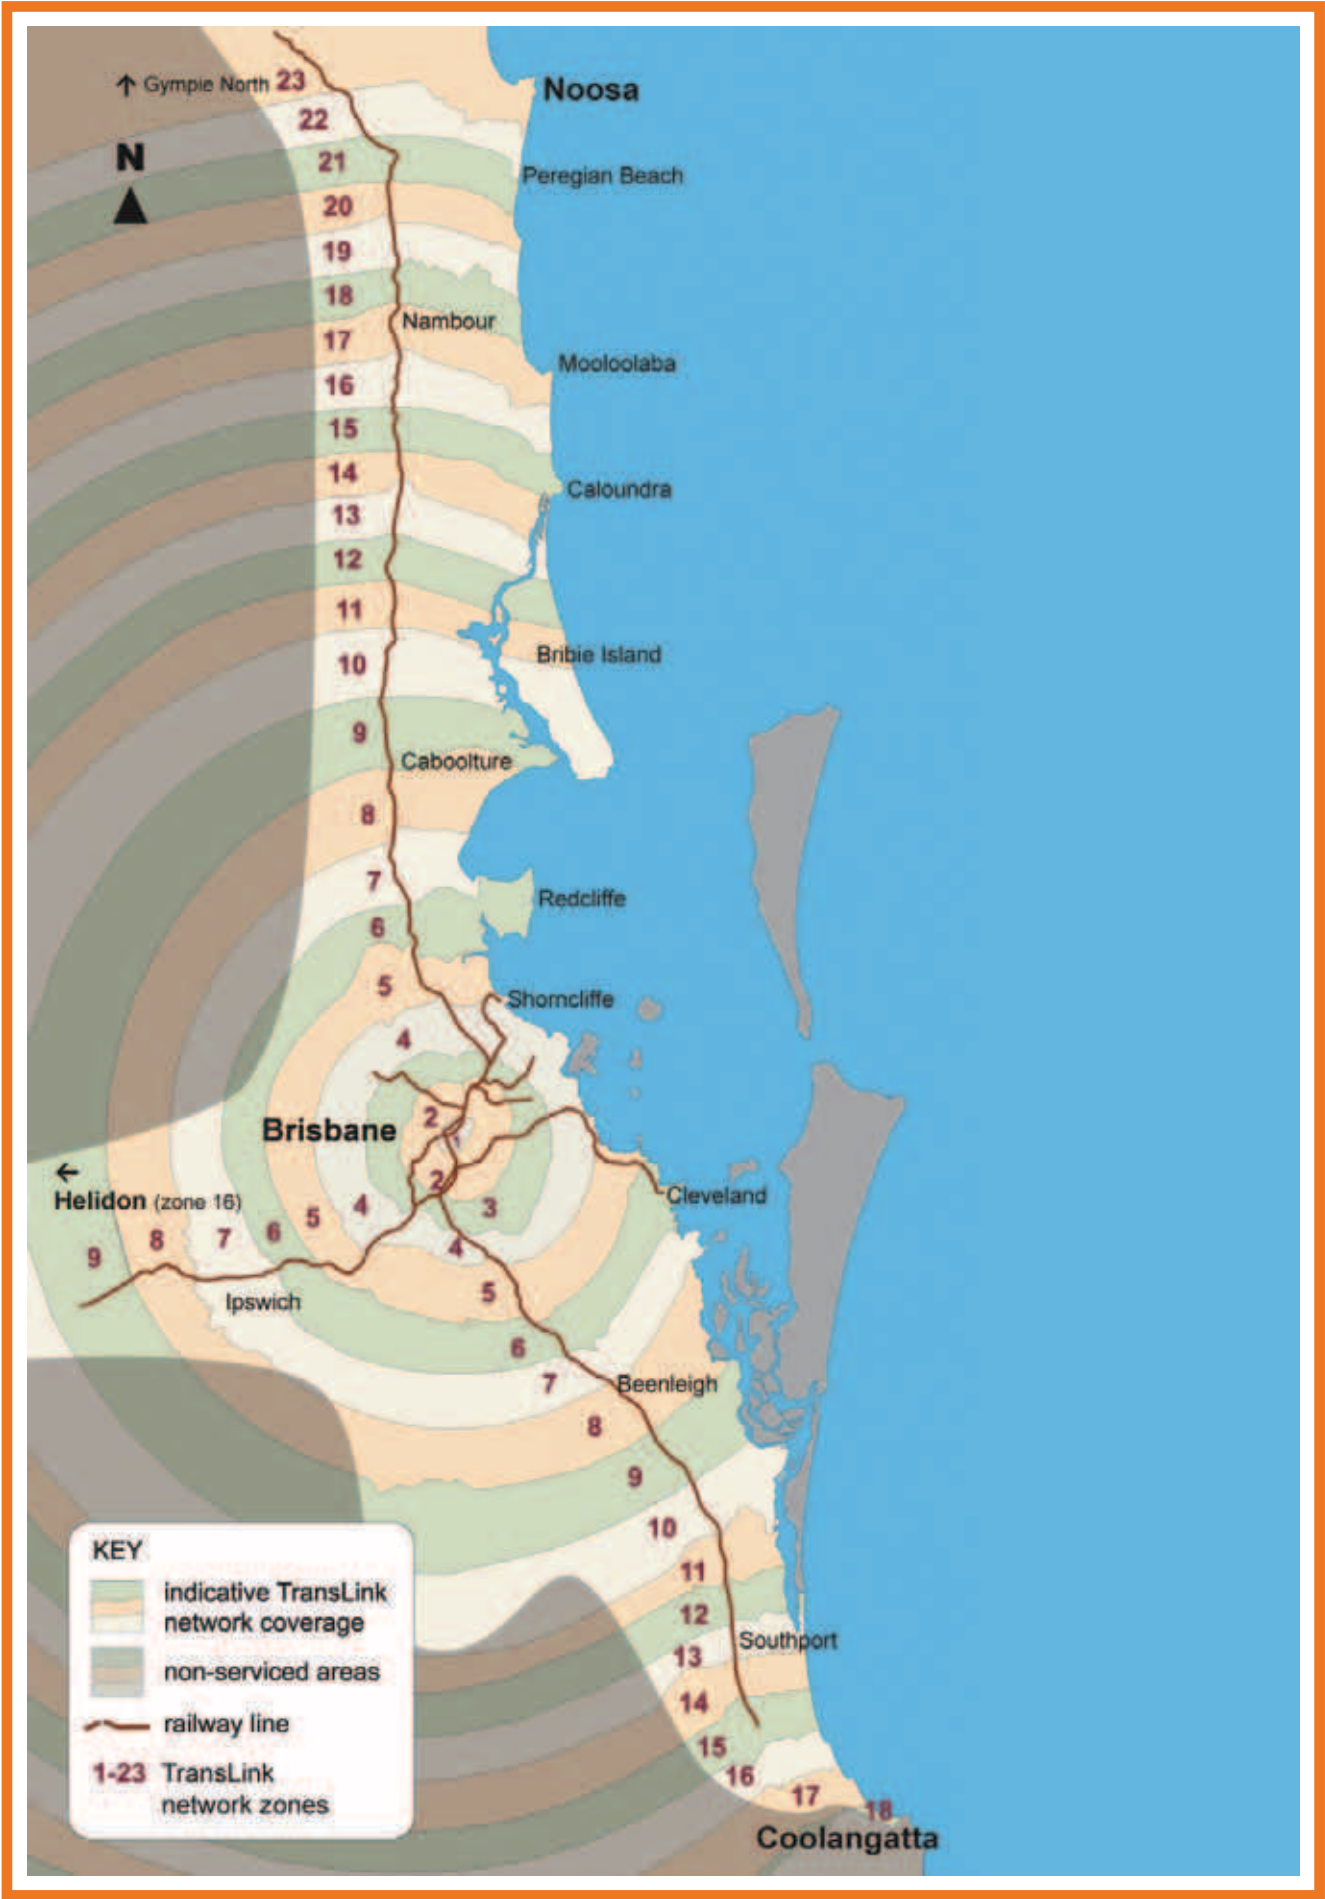 ↑ Gympie North 23
Noosa
22
N
21
Peregian Beach
20
19
18
Nambour
17
Mooloolaba
16
15
14
Caloundra
13
12
11
Bribie Island
10
9
Caboolture
8
7
Redcliffe
6
5
Shorncliffe
4
2
Brisbane
1
←
2
Helidon (zone 16)
Cleveland
9 8 7 6 5 4 3
4
Ipswich
5
6
7
Beenleigh
8
9
10
11
12
Southport
13
14
15
16
17
18
Coolangatta
KEY
indicative TransLink
network coverage
non-serviced areas
railway line
1-23 TransLink
network zones